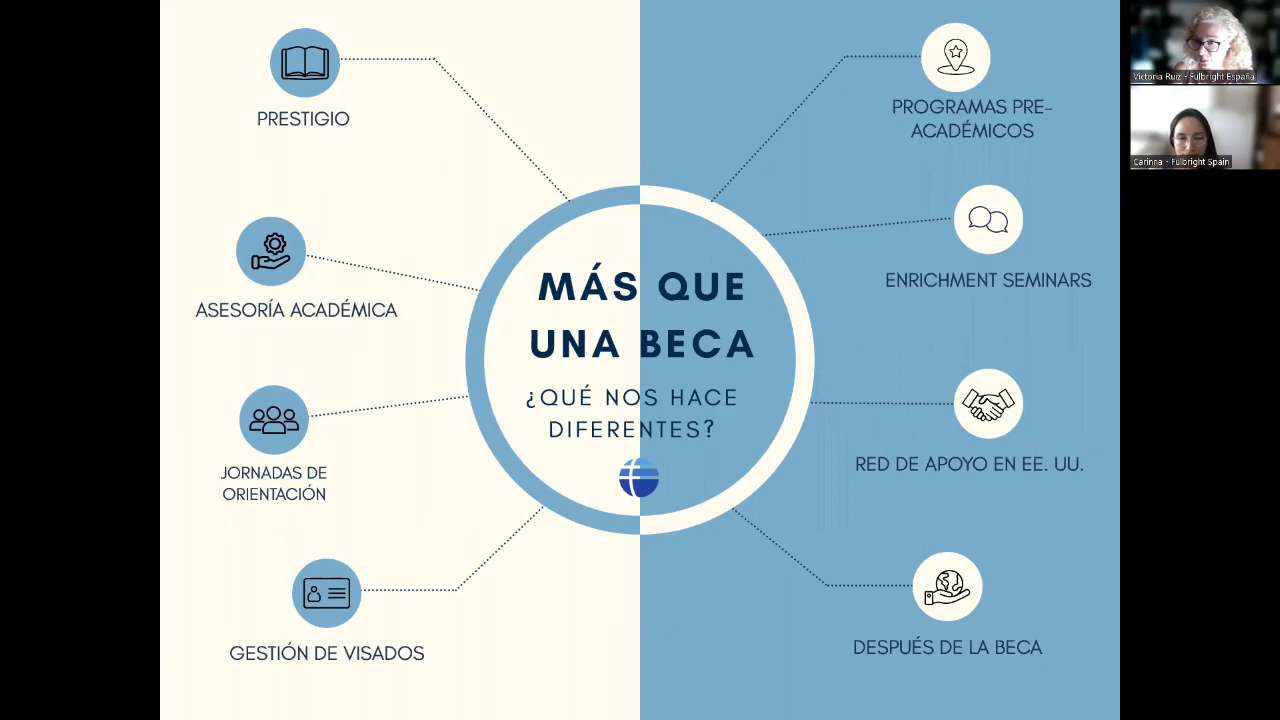 PRESTIGIO
ASESORÍA ACADÉMICA
JORNADAS DE
ORIENTACIÓN
GESTIÓN DE VISADOS
MÁS QUE
UNA BECA
¿QUÉ NOS HACE
DIFERENTES?
PROGRAMAS PRE-
ACADÉMICOS
ENRICHMENT SEMINARS
RED DE APOYO EN EE. UU.
DESPUÉS DE LA BECA
Victoria Ruiz - Fulbright España
Carinna - Fulbright Spain